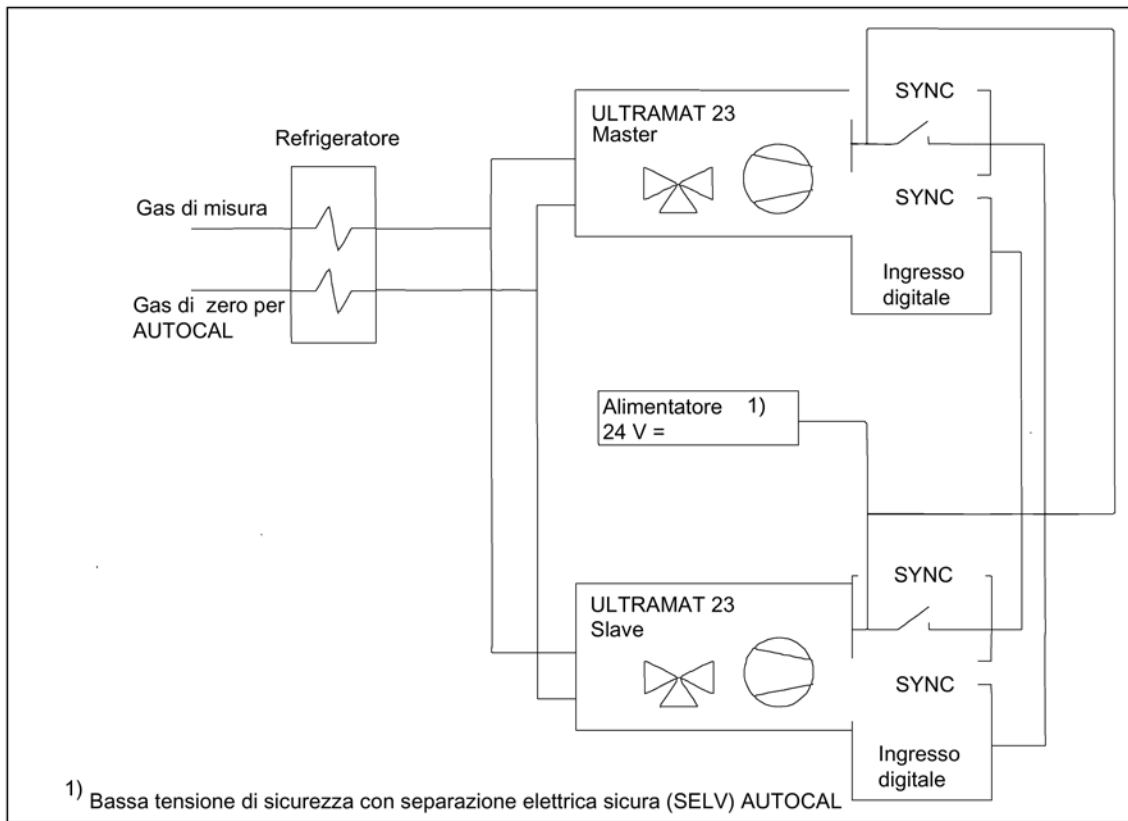 Refrigeratore
Gas di misura
Gas di zero per
AUTOCAL
ULTRAMAT 23
Master
SYNC
SYNC
Ingresso
digitale
Alimentatore 1)
24 V =
ULTRAMAT 23
Slave
SYNC
SYNC
Ingresso
digitale
1) Bassa tensione di sicurezza con separazione elettrica sicura (SELV) AUTOCAL